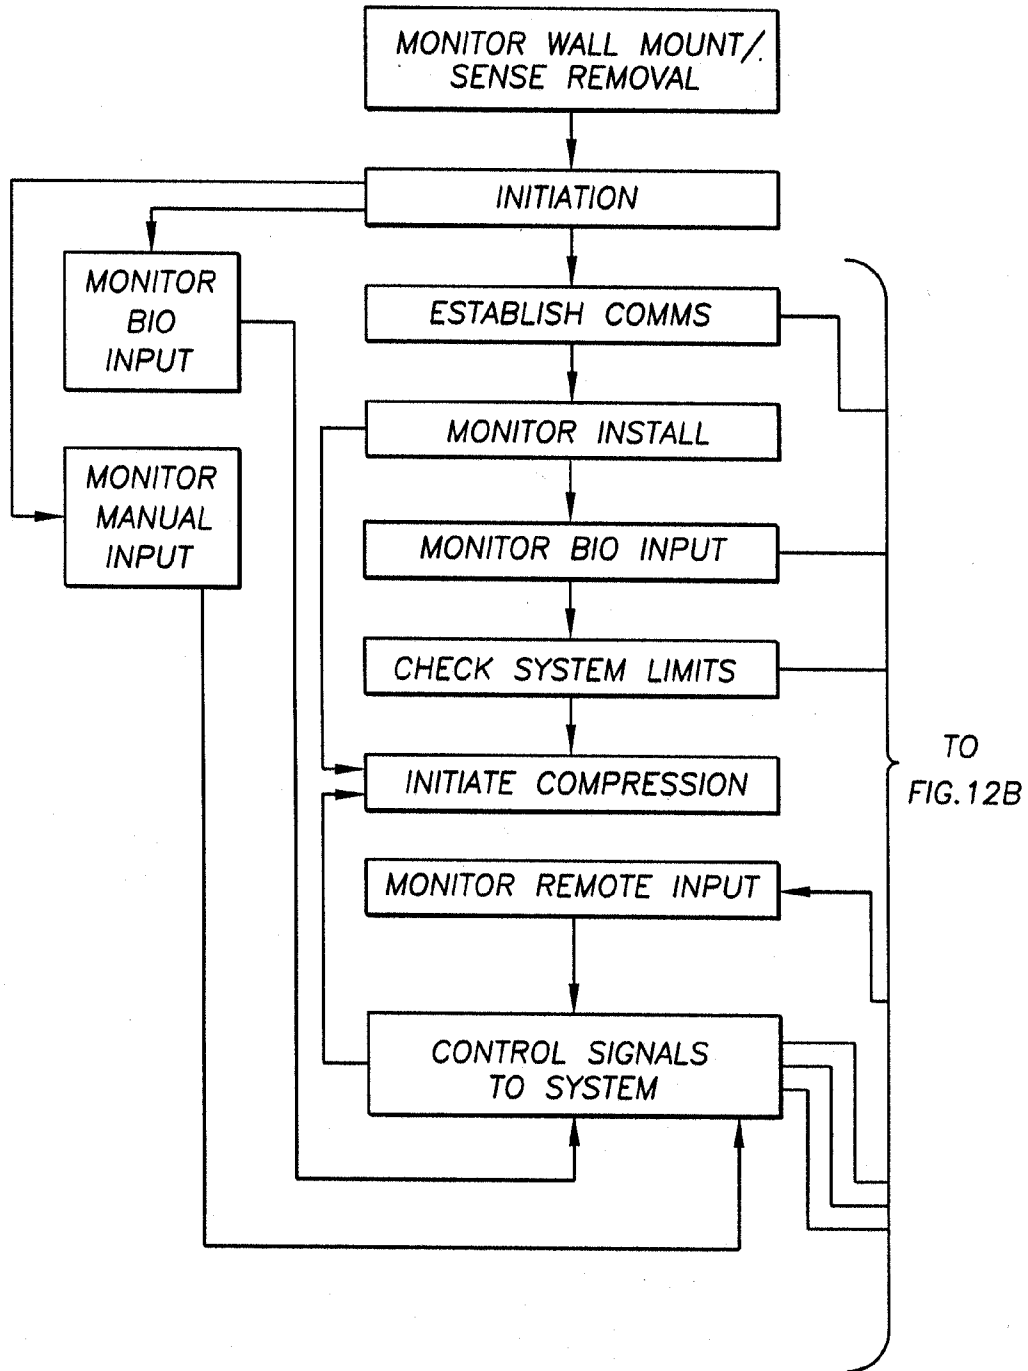 MONITOR WALL MOUNT/
SENSE REMOVAL
INITIATION
MONITOR
BIO
INPUT
ESTABLISH COMMS
MONITOR INSTALL
MONITOR
MANUAL
INPUT
MONITOR BIO INPUT
CHECK SYSTEM LIMITS
INITIATE COMPRESSION
TO
FIG.12B
MONITOR REMOTE INPUT
CONTROL SIGNALS
TO SYSTEM